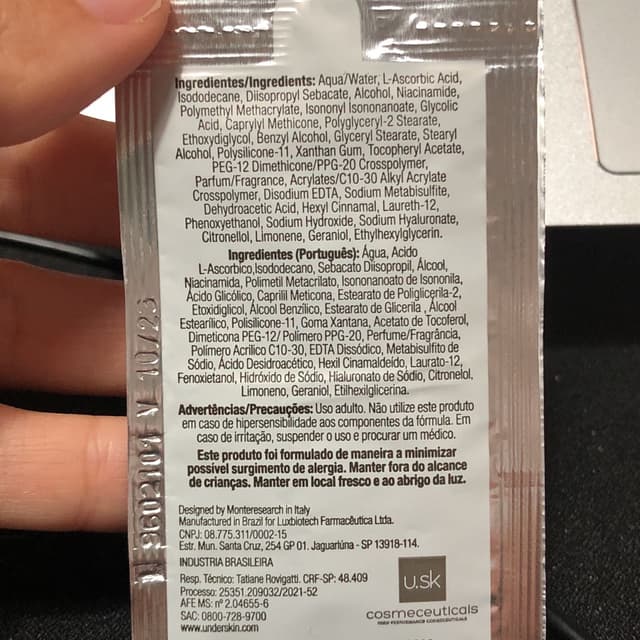 Ingredientes/Ingredients: Aqua/Water, L-Ascorbic Acid,
Isododecane, Diisopropyl Sebacate, Alcohol, Niacinamide,
Polymethyl Methacrylate, Isononyl Isononanoate, Glycolic
Acid, Caprylyl Methicone, Polyglyceryl-2 Stearate,
Ethoxydiglycol, Benzyl Alcohol, Glyceryl Stearate, Stearyl
Alcohol, Polysilicone-11, Xanthan Gum, Tocopheryl Acetate,
PEG-12 Dimethicone/PPG-20 Crosspolymer,
Parfum/Fragrance, Acrylates/C10-30 Alkyl Acrylate
Crosspolymer, Disodium EDTA, Sodium Metabisulfite,
Dehydroacetic Acid, Hexyl Cinnamal, Laureth-12,
Phenoxyethanol, Sodium Hydroxide, Sodium Hyaluronate,
Citronellol, Limonene, Geraniol, Ethylhexylglycerin.
Ingredientes (Português): Água, Acido
L-Ascorbico,Isododecano, Sebacato Diisopropil, Álcool,
Niacinamida, Polimetil Metacrilato, Isononanoato de Isononila,
Ácido Glicólico, Caprilil Meticona, Estearato de Poliglicerila-2,
Etoxidiglicol, Álcool Benzílico, Estearato de Glicerila , Álcool
Estearílico, Polisilicone-11, Goma Xantana, Acetato de Tocoferol,
Dimeticona PEG-12/ Polímero PPG-20, Perfume/Fragrância,
Polímero Acrilico C10-30, EDTA Dissódico, Metabisulfito de
Sódio, Ácido Desidroacético, Hexil Cinamaldeído, Laurato-12,
Fenoxietanol, Hidróxido de Sódio, Hialuronato de Sódio, Citronelol,
Limoneno, Geraniol, Etilhexilglicerina.
Advertências/Precauções: Uso adulto. Não utilize este produto
em caso de hipersensibilidade aos componentes da fórmula. Em
caso de irritação, suspender o uso e procurar um médico.
Este produto foi formulado de maneira a minimizar
possível surgimento de alergia. Manter fora do alcance
de crianças. Manter em local fresco e ao abrigo da luz.
Designed by Monteresearch in Italy
Manufactured in Brazil for Luxbiotech Farmacêutica Ltda.
CNPJ: 08.775.311/0002-15
Estr. Mun. Santa Cruz, 254 GP 01. Jaguariúna - SP 13918-114.
INDUSTRIA BRASILEIRA
Resp. Técnico: Tatiane Rovigatti. CRF-SP: 48.409
Processo: 25351.209032/2021-52
AFE MS: nº 2.04655-6
SAC: 0800-728-9700
www.underskin.com
u.sk
cosmeceuticals
HIGH PERFORMANCE COSMECEUTICALS
9602101 V 10/23